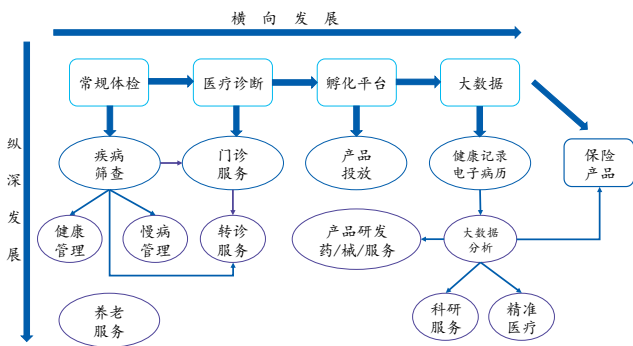 横向发展
纵深发展
常规体检
医疗诊断
孵化平台
大数据
疾病
筛查
门诊
服务
产品
投放
健康记录
电子病历
保险
产品
健康
管理
慢病
管理
转诊
服务
产品研发
药/械/服务
大数据
分析
养老
服务
科研
服务
精准
医疗